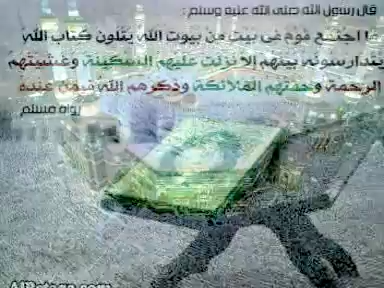 قال رسول الله صلى الله عليه وسلم :
ما اجتمع قوم في بيت من بيوت الله يتلون كتاب الله
يتدارسونه بينهم إلا نزلت عليهم السكينة وغشيتهم
الرحمة وحفتهم الملائكة وذكرهم الله فيمن عنده
رواه مسلم